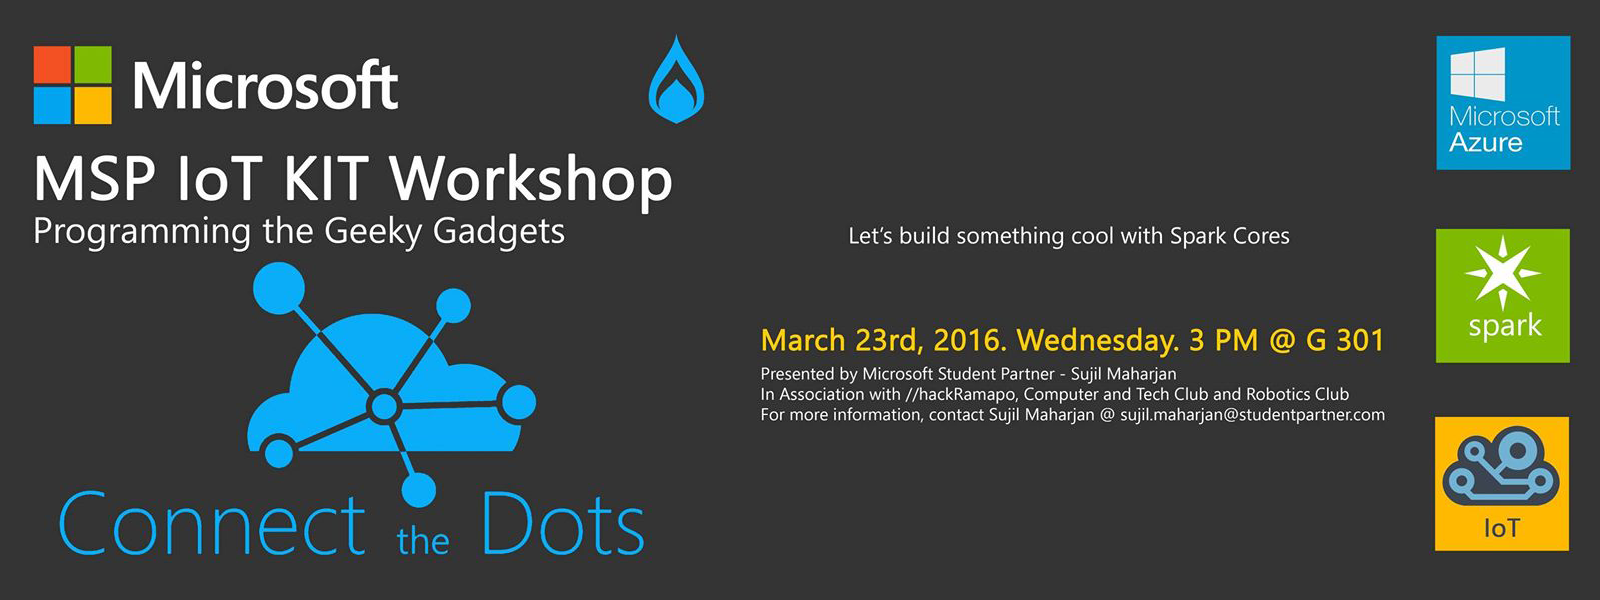 Microsoft
MSP IoT KIT Workshop
Programming the Geeky Gadgets
Connect the Dots
Let's build something cool with Spark Cores
March 23rd, 2016. Wednesday. 3 PM @ G 301
Presented by Microsoft Student Partner - Sujil Maharjan
In Association with //hackRamapo, Computer and Tech Club and Robotics Club
For more information, contact Sujil Maharjan @ sujil.maharjan@studentpartner.com
Microsoft
Azure
spark
IoT